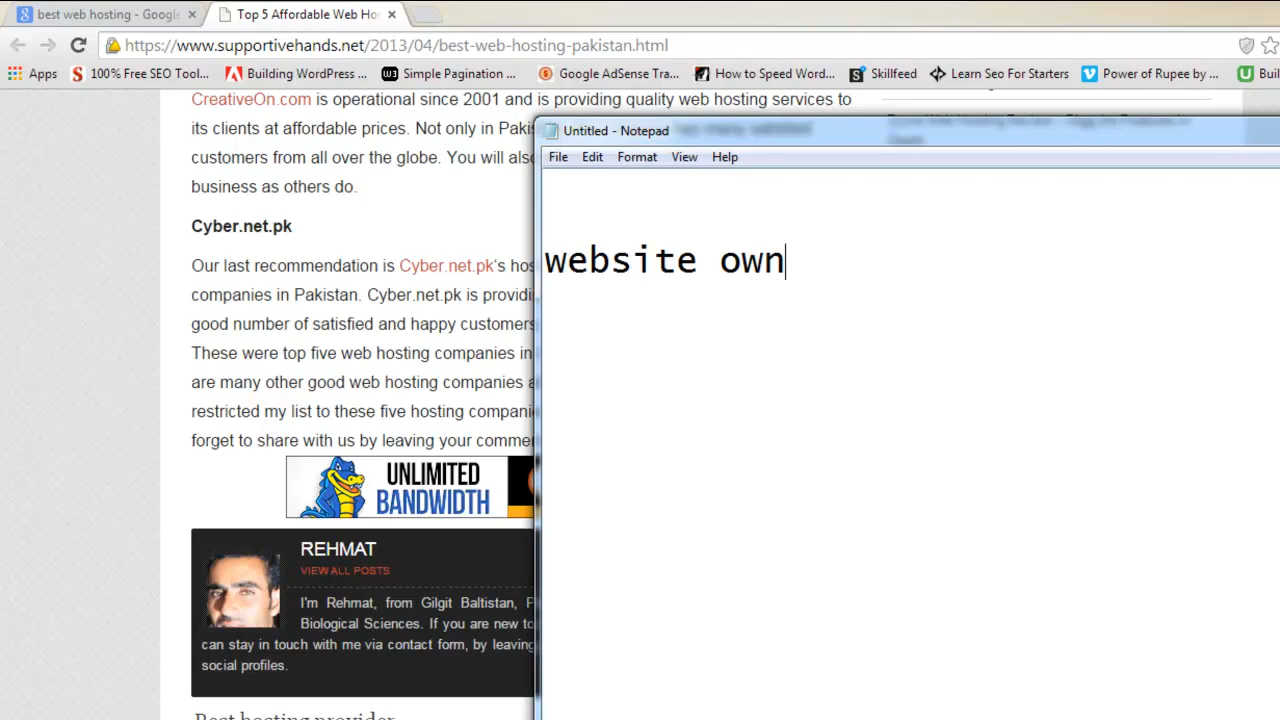 best web hosting - Google
Top 5 Affordable Web Hos
https://www.supportivehands.net/2013/04/best-web-hosting-pakistan.html
Apps
100% Free SEO Tool...
Building WordPress ...
Simple Pagination ...
Google AdSense Tra...
How to Speed Wor...
Skillfeed
Learn Seo For Starters
Power of Rupee by ...
CreativeOn.com is operational since 2001 and is providing quality web hosting services to
its clients at affordable prices. Not only in
customers from all over the globe. You will
business as others do.
Cyber.net.pk
Our last recommendation is Cyber.net.pk's
companies in Pakistan. Cyber.net.pk is
good number of satisfied and happy customers
These were top five web hosting companies in
are many other good web hosting companies
restricted my list to these five hosting
forget to share with us by leaving your
UNLIMITED
BANDWIDTH
REHMAT
VIEW ALL POSTS
I'm Rehmat, from Gilgit Baltistan,
Biological Sciences. If you are new to
can stay in touch with me via contact form, by
social profiles.
Best hosting provider
Untitled - Notepad
File Edit Format View Help
website own